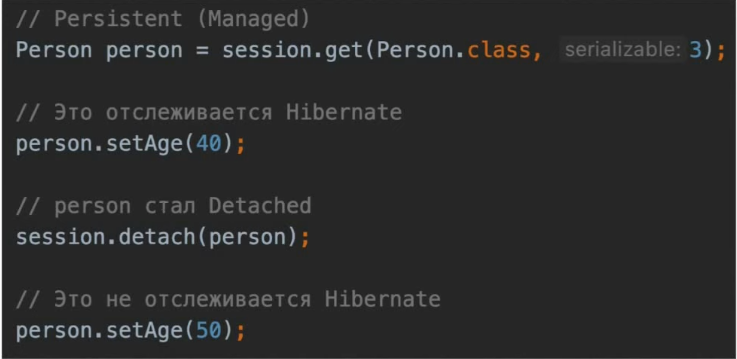 // Persistent (Managed)
Person person = session.get(Person.class, serializable: 3);
// Это отслеживается Hibernate
person.setAge(40);
// person стал Detached
session.detach(person);
// Это не отслеживается Hibernate
person.setAge(50);